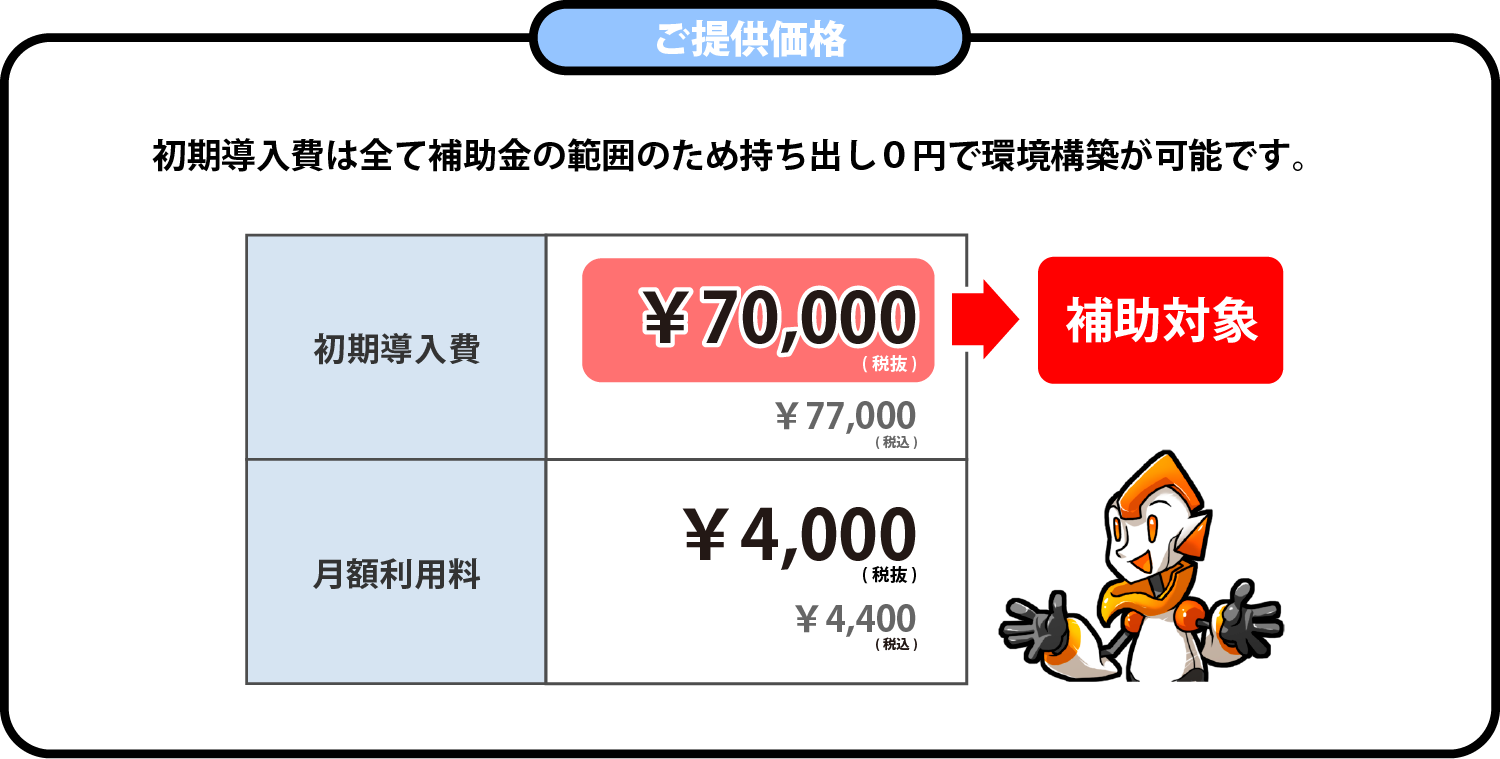 ご提供価格
初期導入費は全て補助金の範囲のため持ち出し０円で環境構築が可能です。
初期導入費
￥70,000
(税抜)
￥77,000
(税込)
補助対象
月額利用料
￥4,000
(税抜)
￥4,400
(税込)